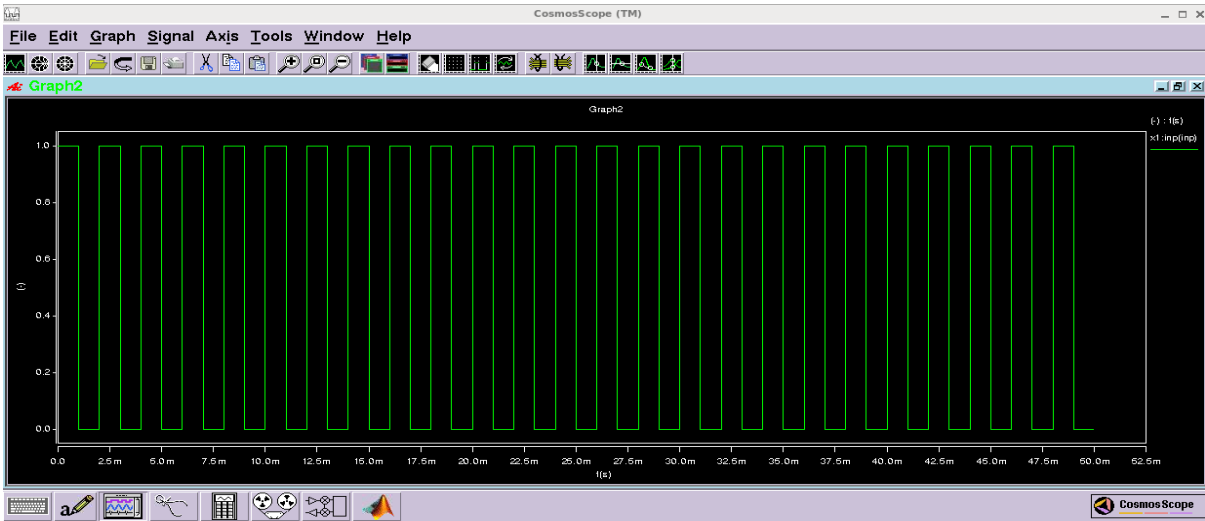 CosmosScope (TM)
File Edit Graph Signal Axis Tools Window Help
Graph2
Graph2
(-) : t(s)
x1:inp(inp)
1.0
0.8
0.6
(-)
0.4
0.2
0.0
0.0 2.5m 5.0m 7.5m 10.0m 12.5m 15.0m 17.5m 20.0m 22.5m 25.0m 27.5m 30.0m 32.5m 35.0m 37.5m 40.0m 42.5m 45.0m 47.5m 50.0m 52.5m
t(s)
CosmosScope